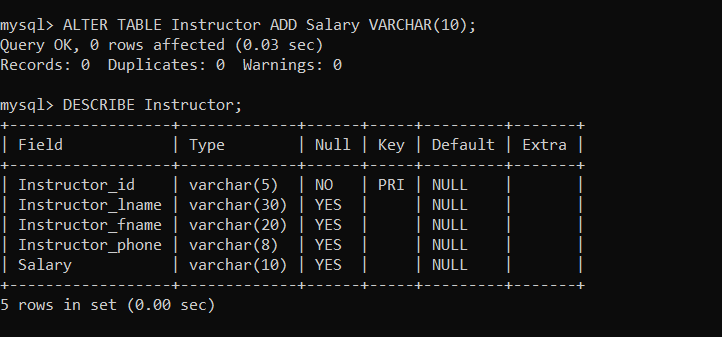 mysql> ALTER TABLE Instructor ADD Salary VARCHAR(10);
Query OK, 0 rows affected (0.03 sec)
Records: 0  Duplicates: 0  Warnings: 0

mysql> DESCRIBE Instructor;
+------------------+-------------+------+-----+---------+-------+
| Field            | Type        | Null | Key | Default | Extra |
+------------------+-------------+------+-----+---------+-------+
| Instructor_id    | varchar(5)  | NO   | PRI | NULL    |       |
| Instructor_lname | varchar(30) | YES  |     | NULL    |       |
| Instructor_fname | varchar(20) | YES  |     | NULL    |       |
| Instructor_phone | varchar(8)  | YES  |     | NULL    |       |
| Salary           | varchar(10) | YES  |     | NULL    |       |
+------------------+-------------+------+-----+---------+-------+
5 rows in set (0.00 sec)